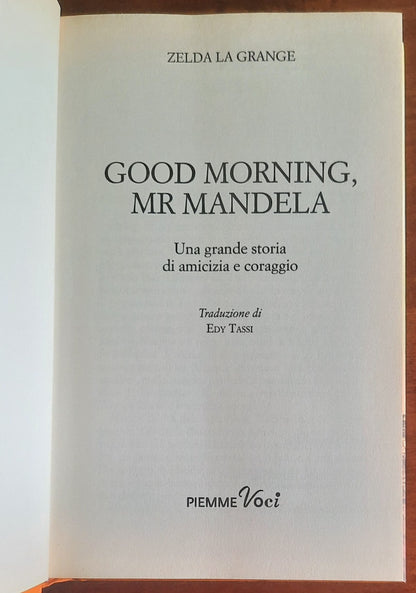 ZELDA LA GRANGE
GOOD MORNING,
MR MANDELA
Una grande storia
di amicizia e coraggio
Traduzione di
EDY TASSI
PIEMME Voci